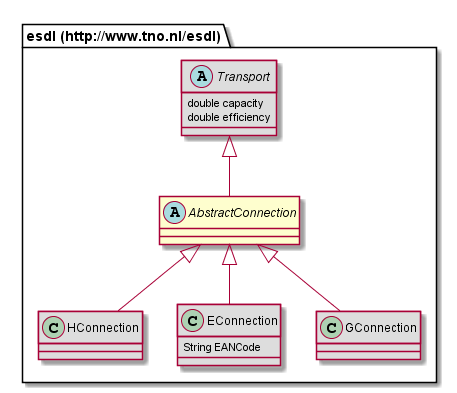 esdl (http://www.tno.nl/esdl)
A Transport
double capacity
double efficiency
A AbstractConnection
C HConnection
C EConnection
String EANCode
C GConnection